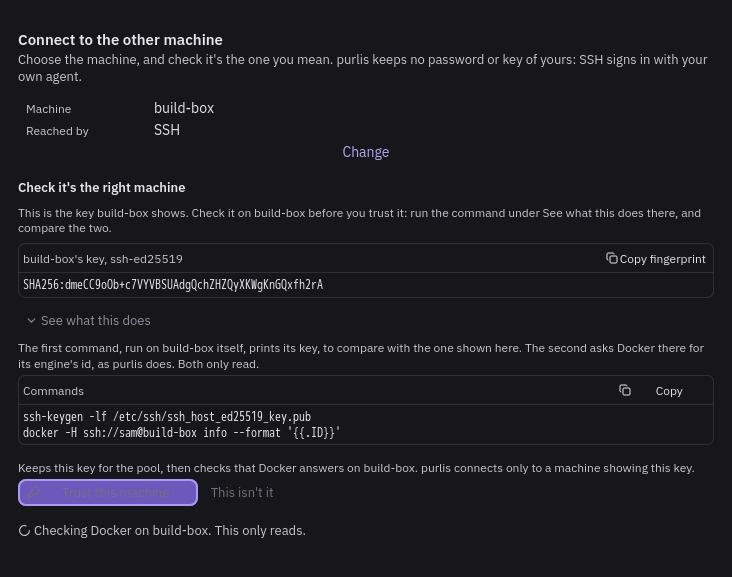 Connect to the other machine
Choose the machine, and check it's the one you mean. purlis keeps no password or key of yours: SSH signs in with your
own agent.
Machine build-box
Reached by SSH
Change
Check it's the right machine
This is the key build-box shows. Check it on build-box before you trust it: run the command under See what this does there, and
compare the two.
build-box's key, ssh-ed25519 Copy fingerprint
SHA256:dmeCC9oOb+c7VYVBSUAdgQchZHZQyXKWgKnGQxfh2rA
See what this does
The first command, run on build-box itself, prints its key, to compare with the one shown here. The second asks Docker there for
its engine's id, as purlis does. Both only read.
Commands Copy
ssh-keygen -lf /etc/ssh/ssh_host_ed25519_key.pub
docker -H ssh://sam@build-box info --format '{{.ID}}'
Keeps this key for the pool, then checks that Docker answers on build-box. purlis connects only to a machine showing this key.
Trust this machine This isn't it
Checking Docker on build-box. This only reads.